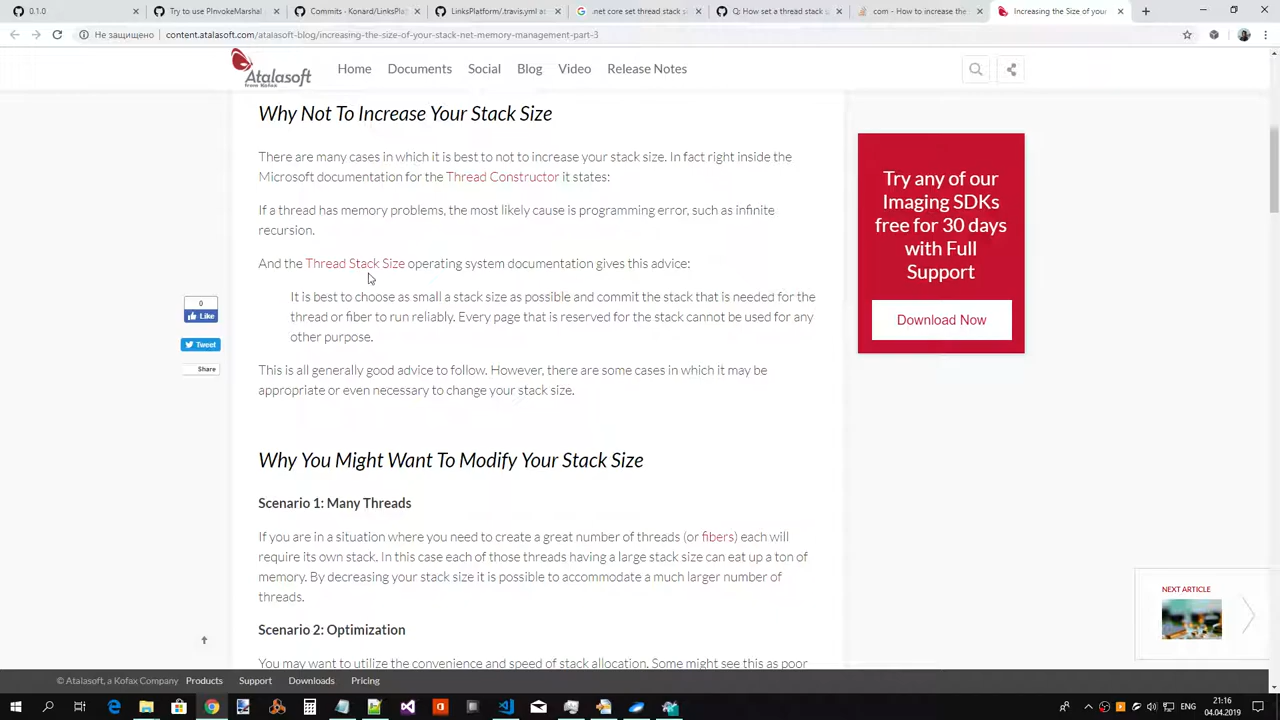 0.1.0
Try to use PInvokeMarshal
Commits · Konard/LinksPla
LinksPlatform/.travis.yml at
.net core set thread stack si
Q: How set a thread stack
.com - How to increase the
Increasing the Size of your
Не защищено
content.atalasoft.com/atalasoft-blog/increasing-the-size-of-your-stack-net-memory-management-part-3
Atalasoft
from Kofax
Home
Documents
Social
Blog
Video
Release Notes
Why Not To Increase Your Stack Size
There are many cases in which it is best to not to increase your stack size. In fact right inside the
Microsoft documentation for the Thread Constructor it states:
If a thread has memory problems, the most likely cause is programming error, such as infinite
recursion.
And the Thread Stack Size operating system documentation gives this advice:
It is best to choose as small a stack size as possible and commit the stack that is needed for the
thread or fiber to run reliably. Every page that is reserved for the stack cannot be used for any
other purpose.
This is all generally good advice to follow. However, there are some cases in which it may be
appropriate or even necessary to change your stack size.
Why You Might Want To Modify Your Stack Size
Scenario 1: Many Threads
If you are in a situation where you need to create a great number of threads (or fibers) each will
require its own stack. In this case each of those threads having a large stack size can eat up a ton of
memory. By decreasing your stack size it is possible to accommodate a much larger number of
threads.
Scenario 2: Optimization
You may want to utilize the convenience and speed of stack allocation. Some might see this as poor
0
Like
Tweet
Share
Try any of our
Imaging SDKs
free for 30 days
with Full
Support
Download Now
NEXT ARTICLE
© Atalasoft, a Kofax Company
Products
Support
Downloads
Pricing
ENG
21:16
04.04.2019